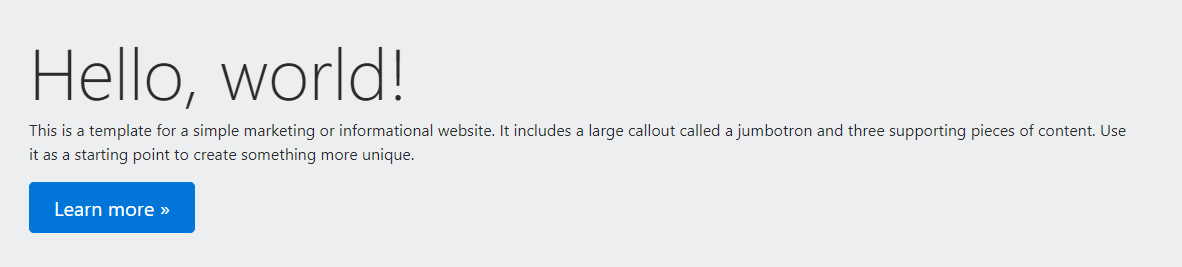 Hello, world!
This is a template for a simple marketing or informational website. It includes a large callout called a jumbotron and three supporting pieces of content. Use
it as a starting point to create something more unique.
Learn more »